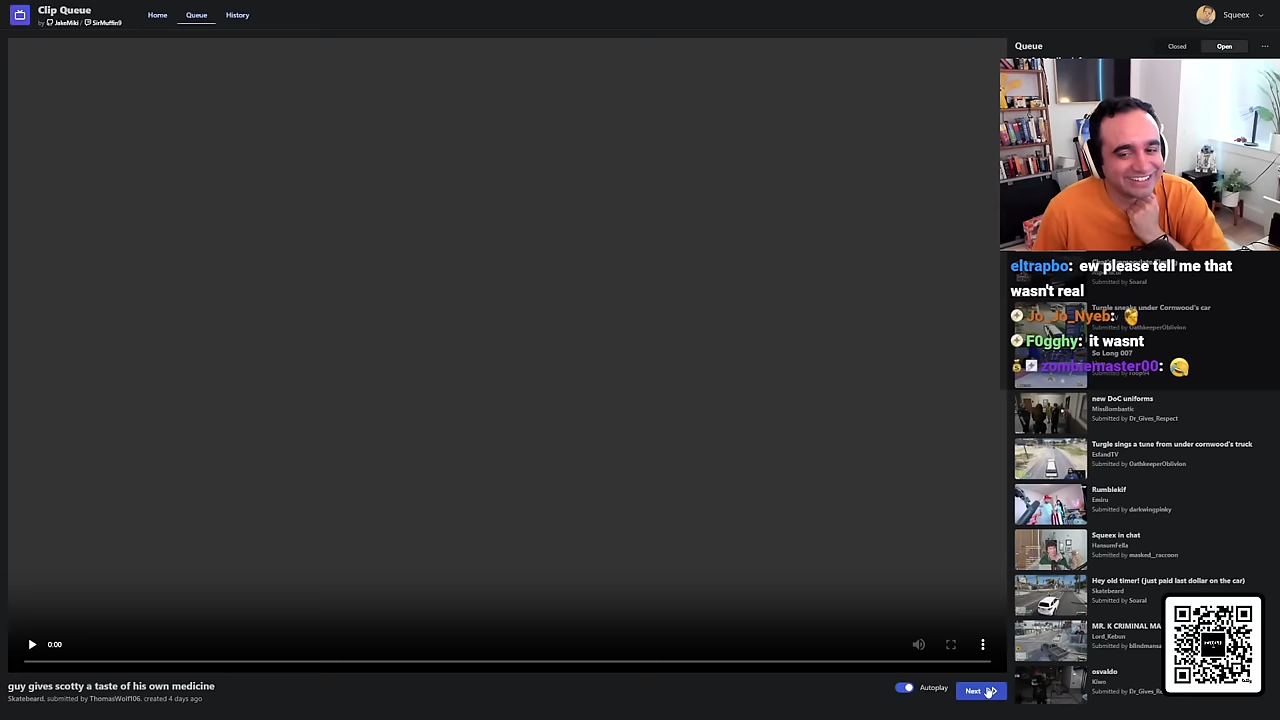 Clip Queue
by JakeMiki / SirMuffin9
Home
Queue
History
Squeex
Queue
Closed
Open
eltrapbo: ew please tell me that
wasn't real
Jo_Jo_Nyeb:
F0gghy: it wasnt
zombiemaster00:
Submitted by Soaral
Turgle sneaks under Cornwood's car
Submitted by OathkeeperOblivion
So Long 007
new DoC uniforms
MissBombastic
Submitted by Dr_Gives_Respect
Turgle sings a tune from under cornwood's truck
EsfandTV
Submitted by OathkeeperOblivion
Rumblekif
Emiru
Submitted by darkwingpinky
Squeex in chat
HansumFella
Submitted by masked__raccoon
Hey old timer! (just paid last dollar on the car)
Skatebeard
Submitted by Soaral
MR. K CRIMINAL MA
Lord_Kebun
Submitted by blindmansa
osvaldo
Kiwo
Submitted by Dr_Gives_Re
0:00
guy gives scotty a taste of his own medicine
Skatebeard, submitted by ThomasWolf106, created 4 days ago
Autoplay
Next